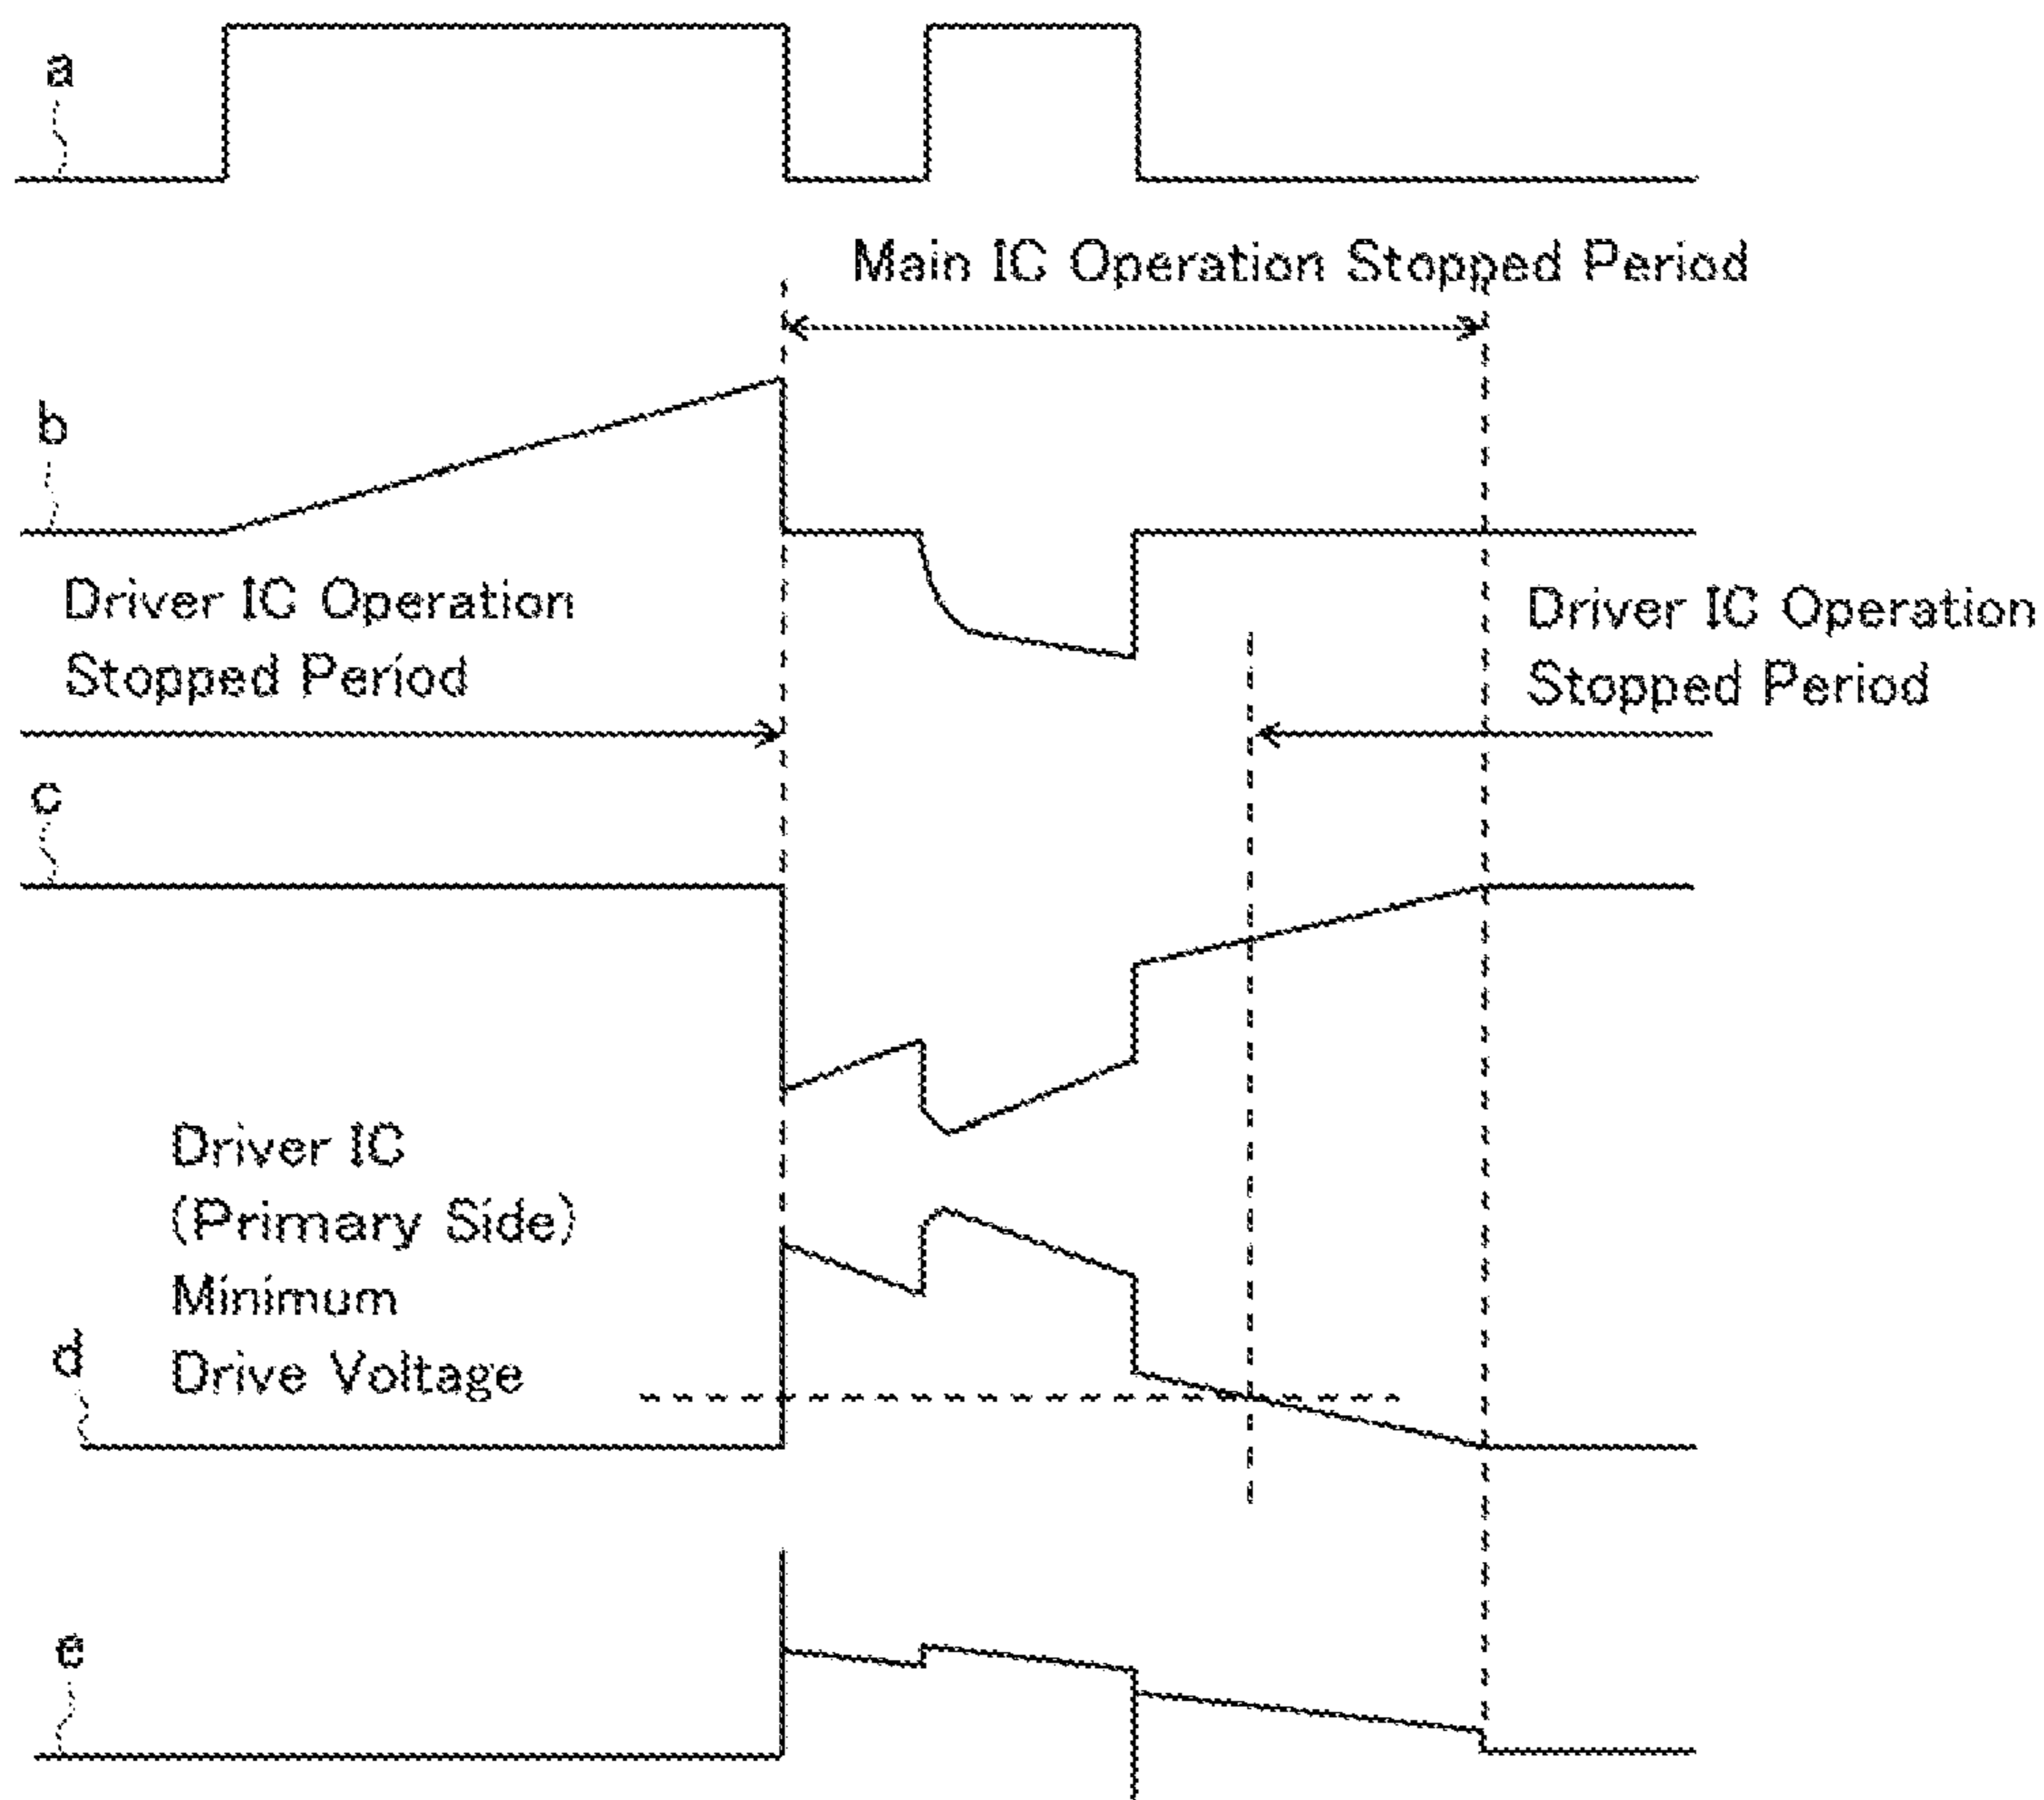 a
Main IC Operation Stopped Period
b
Driver IC Operation
Stopped Period
Driver IC Operation
Stopped Period
c
Driver IC
(Primary Side)
Minimum
Drive Voltage
d
e